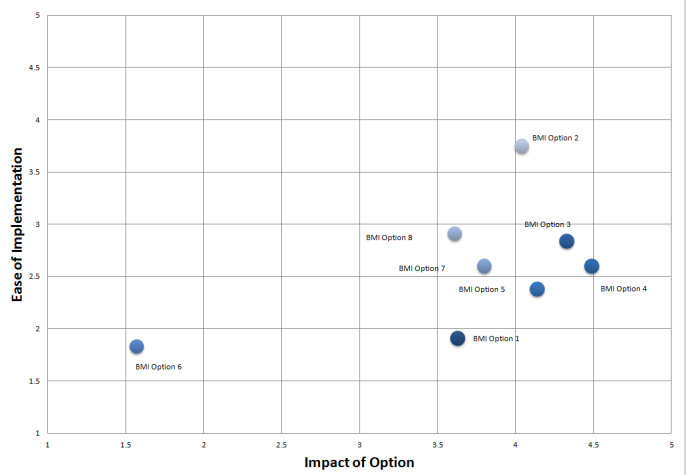 5
4.5
4
BMI Option 2
3.5
Ease of Implementation
3
BMI Option 3
BMI Option 8
2.5
BMI Option 7
BMI Option 5
BMI Option 4
2
BMI Option 1
BMI Option 6
1.5
1
1 1.5 2 2.5 3 3.5 4 4.5 5
Impact of Option